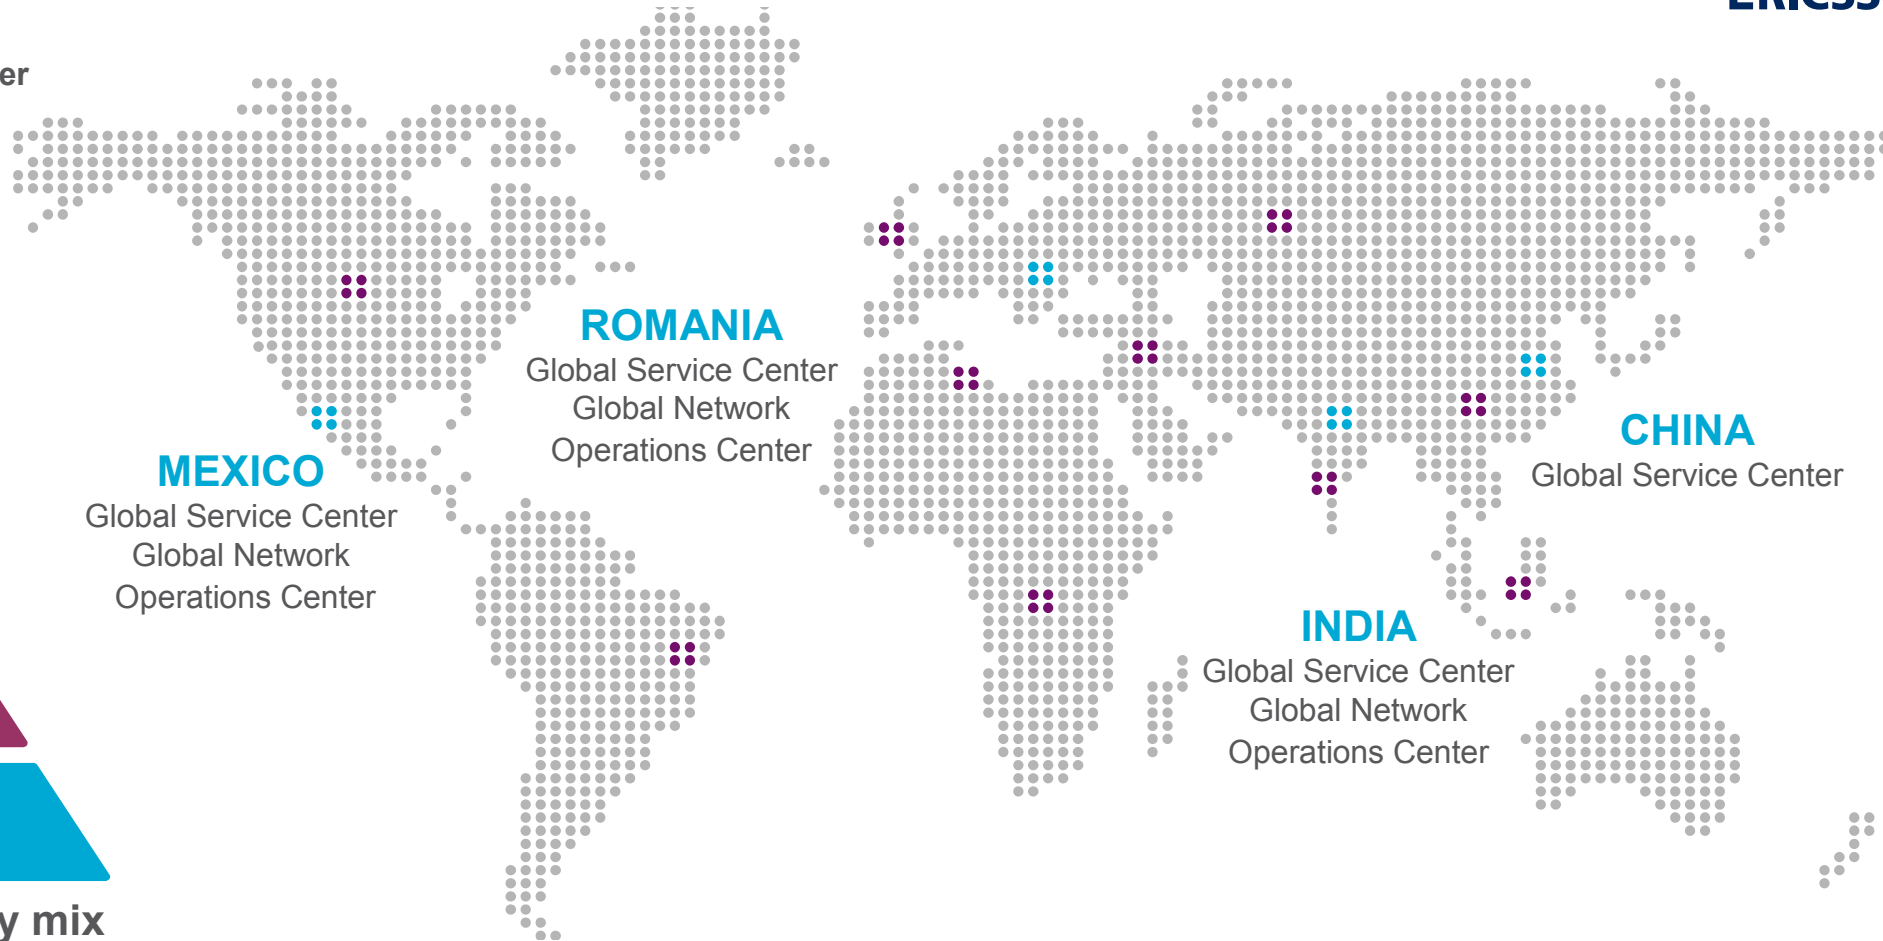 ROMANIA
Global Service Center
Global Network
Operations Center
MEXICO
Global Service Center
Global Network
Operations Center
CHINA
Global Service Center
INDIA
Global Service Center
Global Network
Operations Center
mix